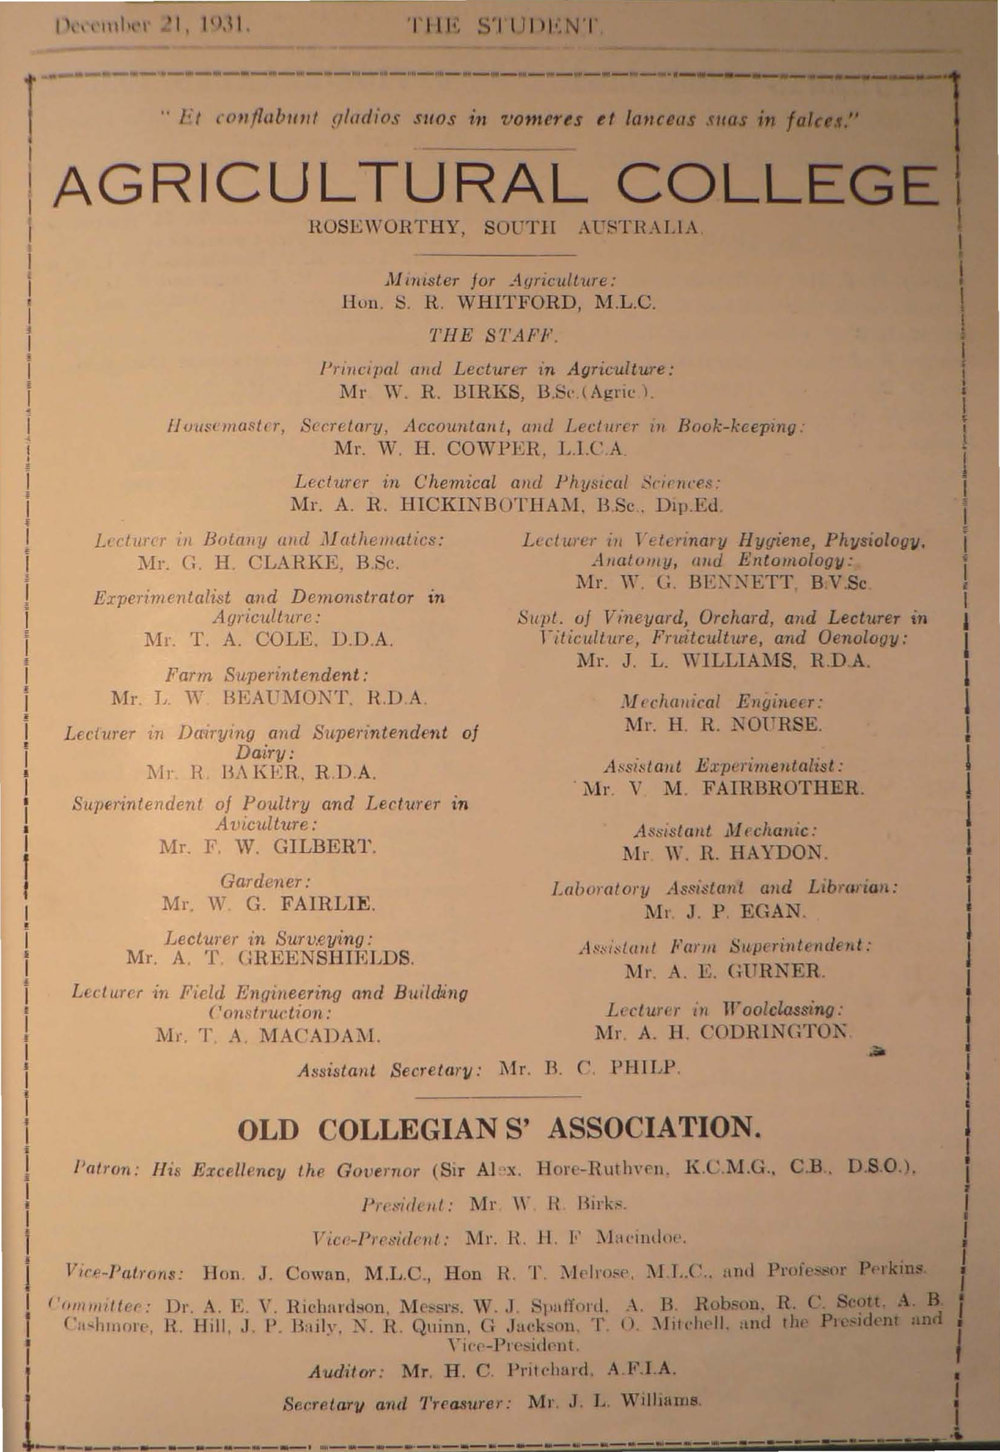 December 21, 1931. THE STUDENT.
"Et conflabunt gladios suos in vomeres et lanceas suas in falces."
AGRICULTURAL COLLEGE
ROSEWORTHY, SOUTH AUSTRALIA.
Minister for Agriculture:
Hon. S. R. WHITFORD, M.L.C.
THE STAFF.
Principal and Lecturer in Agriculture:
Mr. W. R. BIRKS, B.Sc.(Agric.).
Housemaster, Secretary, Accountant, and Lecturer in Book-keeping:
Mr. W. H. COWPER, L.I.C.A.
Lecturer in Chemical and Physical Sciences:
Mr. A. R. HICKINBOTHAM, B.Sc., Dip.Ed.
Lecturer in Botany and Mathematics:
Mr. G. H. CLARKE, B.Sc.
Experimentalist and Demonstrator in
Agriculture:
Mr. T. A. COLE, D.D.A.
Farm Superintendent:
Mr. L. W. BEAUMONT, R.D.A.
Lecturer in Dairying and Superintendent of
Dairy:
Mr. R. BAKER, R.D.A.
Superintendent of Poultry and Lecturer in
Aviculture:
Mr. F. W. GILBERT.
Gardener:
Mr. W. G. FAIRLIE.
Lecturer in Surveying:
Mr. A. T. GREENSHIELDS.
Lecturer in Field Engineering and Building
Construction:
Mr. T. A. MACADAM.
Lecturer in Veterinary Hygiene, Physiology,
Anatomy, and Entomology:
Mr. W. G. BENNETT, B.V.Sc.
Supt. of Vineyard, Orchard, and Lecturer in
Viticulture, Fruitculture, and Oenology:
Mr. J. L. WILLIAMS, R.D.A.
Mechanical Engineer:
Mr. H. R. NOURSE.
Assistant Experimentalist:
Mr. V. M. FAIRBROTHER.
Assistant Mechanic:
Mr. W. R. HAYDON.
Laboratory Assistant and Librarian:
Mr. J. P. EGAN.
Assistant Farm Superintendent:
Mr. A. E. GURNER.
Lecturer in Woolclassing:
Mr. A. H. CODRINGTON.
Assistant Secretary: Mr. B. C. PHILP.
OLD COLLEGIANS' ASSOCIATION.
Patron: His Excellency the Governor (Sir Alex. Hore-Ruthven, K.C.M.G., C.B., D.S.O.).
President: Mr. W. R. Birks.
Vice-President: Mr. R. H. F. Macindoe.
Vice-Patrons: Hon. J. Cowan, M.L.C., Hon R. T. Melrose, M.L.C., and Professor Perkins.
Committee: Dr. A. E. V. Richardson, Messrs. W. J. Spafford, A. B. Robson, R. C. Scott, A. B.
Cashmore, R. Hill, J. P. Baily, N. R. Quinn, G Jackson, T. O. Mitchell, and the President and
Vice-President.
Auditor: Mr. H. C. Pritchard, A.F.I.A.
Secretary and Treasurer: Mr. J. L. Williams.